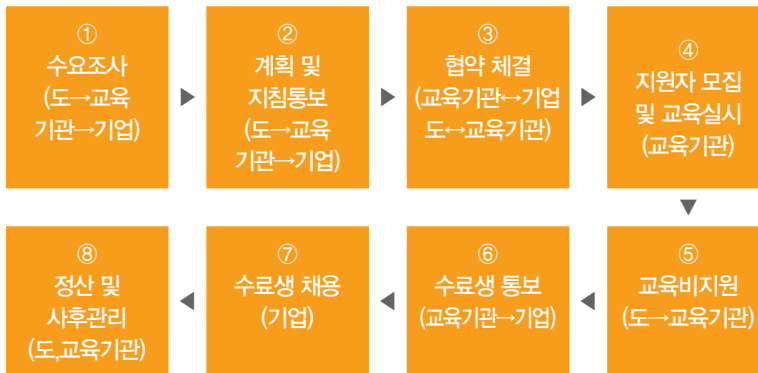 ①
수요조사
(도→교육
기관→기업)
②
계획 및
지침통보
(도→교육
기관→기업)
③
협약 체결
(교육기관↔기업
도↔교육기관)
④
지원자 모집
및 교육실시
(교육기관)
⑤
교육비지원
(도→교육기관)
⑥
수료생 통보
(교육기관→기업)
⑦
수료생 채용
(기업)
⑧
정산 및
사후관리
(도,교육기관)